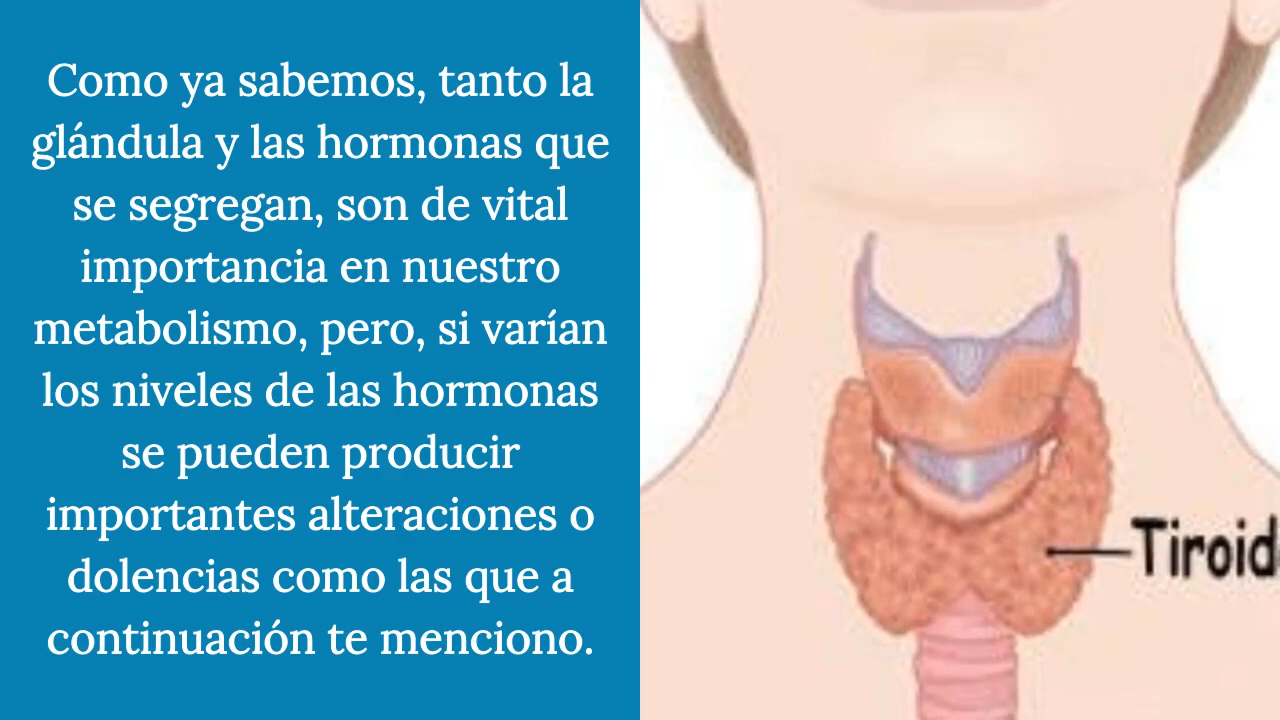 Como ya sabemos, tanto la
glándula y las hormonas que
se segregan, son de vital
importancia en nuestro
metabolismo, pero, si varían
los niveles de las hormonas
se pueden producir
importantes alteraciones o
dolencias como las que a
continuación te menciono.
Tiroid